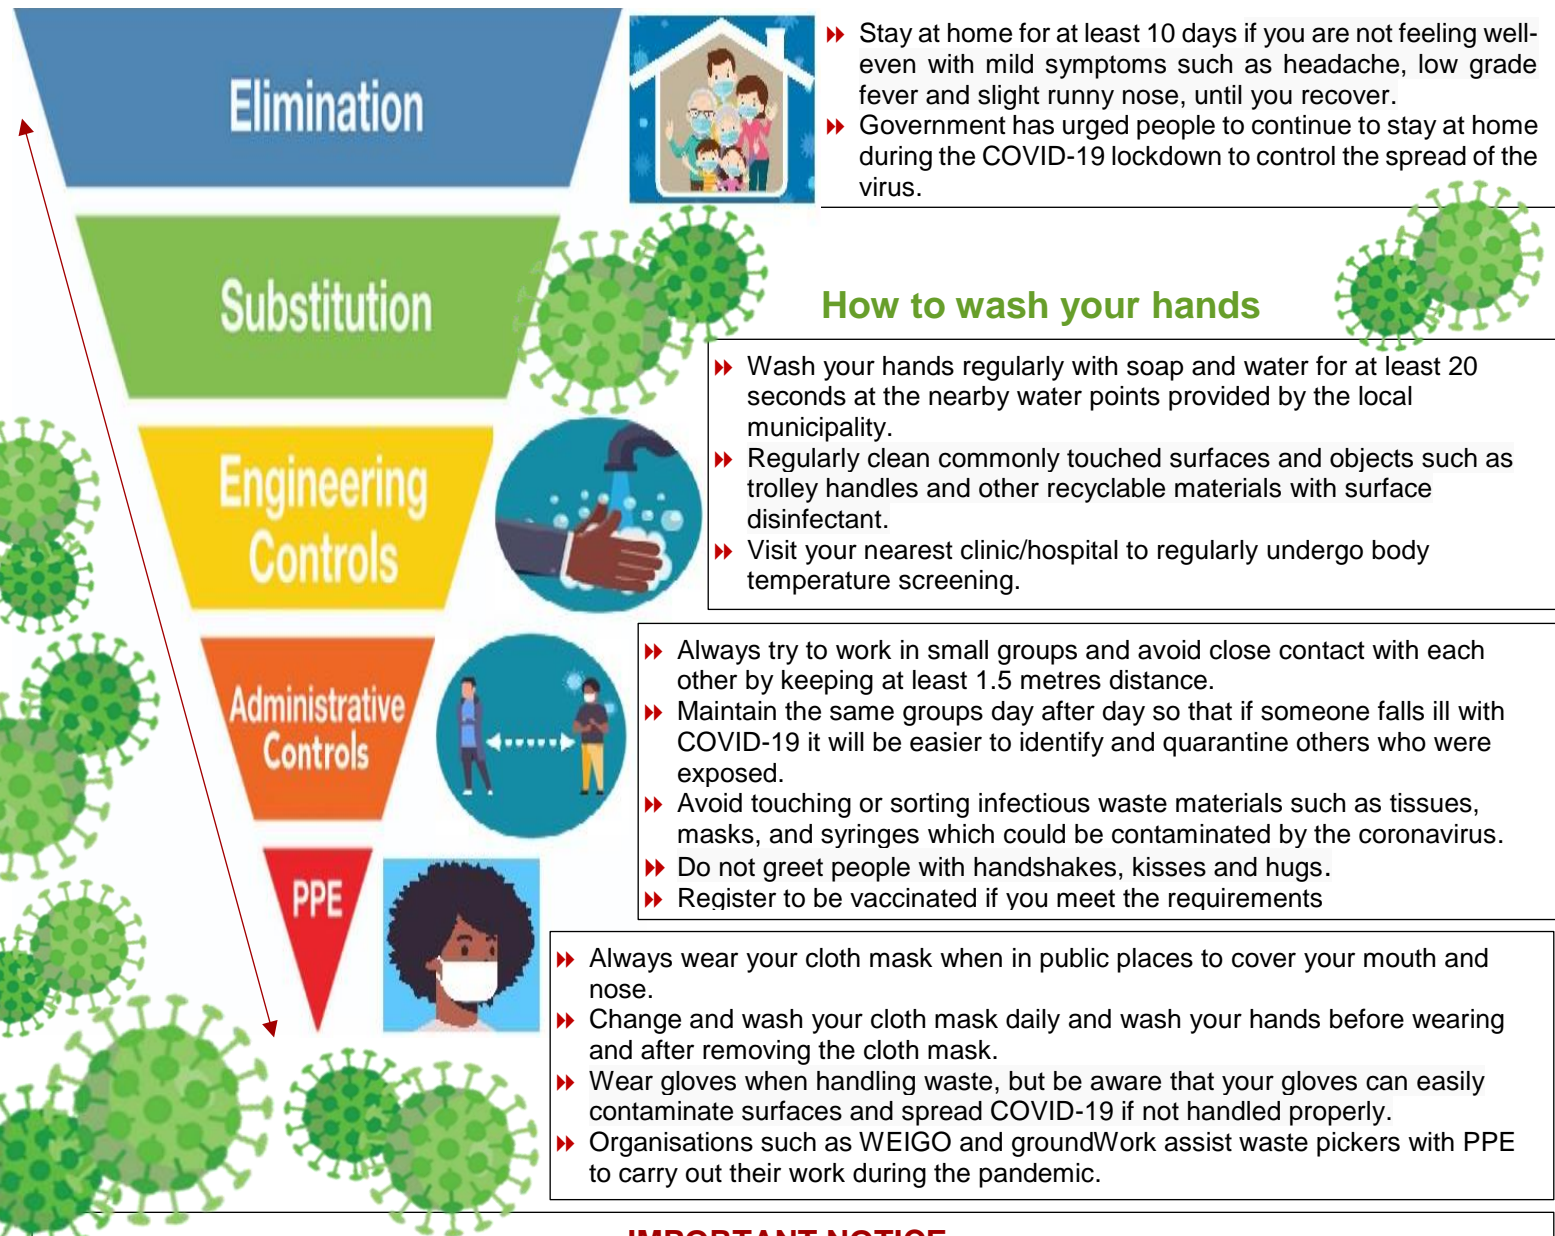 Elimination
Stay at home for at least 10 days if you are not feeling well-
even with mild symptoms such as headache, low grade
fever and slight runny nose, until you recover.
Government has urged people to continue to stay at home
during the COVID-19 lockdown to control the spread of the
virus.
Substitution
How to wash your hands
Engineering
Controls
Wash your hands regularly with soap and water for at least 20
seconds at the nearby water points provided by the local
municipality.
Regularly clean commonly touched surfaces and objects such as
trolley handles and other recyclable materials with surface
disinfectant.
Visit your nearest clinic/hospital to regularly undergo body
temperature screening.
Administrative
Controls
Always try to work in small groups and avoid close contact with each
other by keeping at least 1.5 metres distance.
Maintain the same groups day after day so that if someone falls ill with
COVID-19 it will be easier to identify and quarantine others who were
exposed.
Avoid touching or sorting infectious waste materials such as tissues,
masks, and syringes which could be contaminated by the coronavirus.
Do not greet people with handshakes, kisses and hugs.
Register to be vaccinated if you meet the requirements
PPE
Always wear your cloth mask when in public places to cover your mouth and
nose.
Change and wash your cloth mask daily and wash your hands before wearing
and after removing the cloth mask.
Wear gloves when handling waste, but be aware that your gloves can easily
contaminate surfaces and spread COVID-19 if not handled properly.
Organisations such as WEIGO and groundWork assist waste pickers with PPE
to carry out their work during the pandemic.
IMPORTANT NOTICE